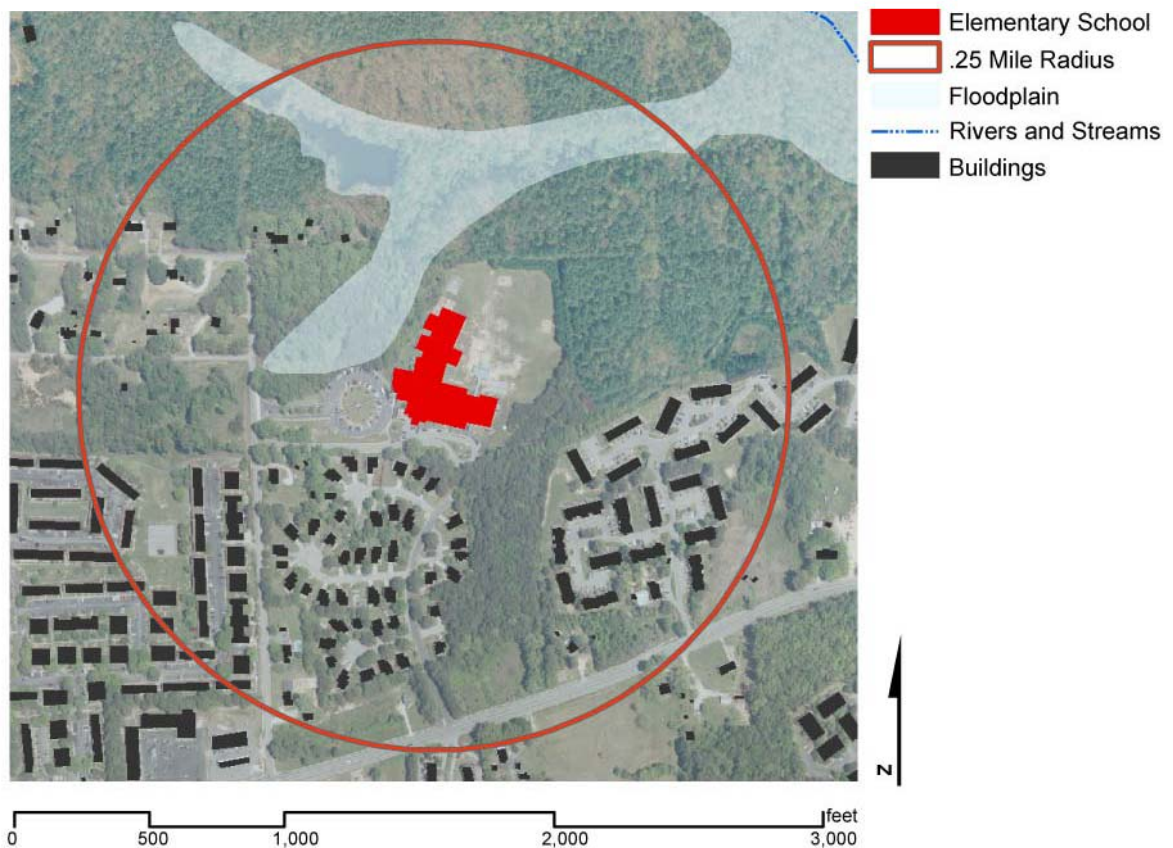 Elementary School
.25 Mile Radius
Floodplain
Rivers and Streams
Buildings
N
feet
0 500 1,000 2,000 3,000